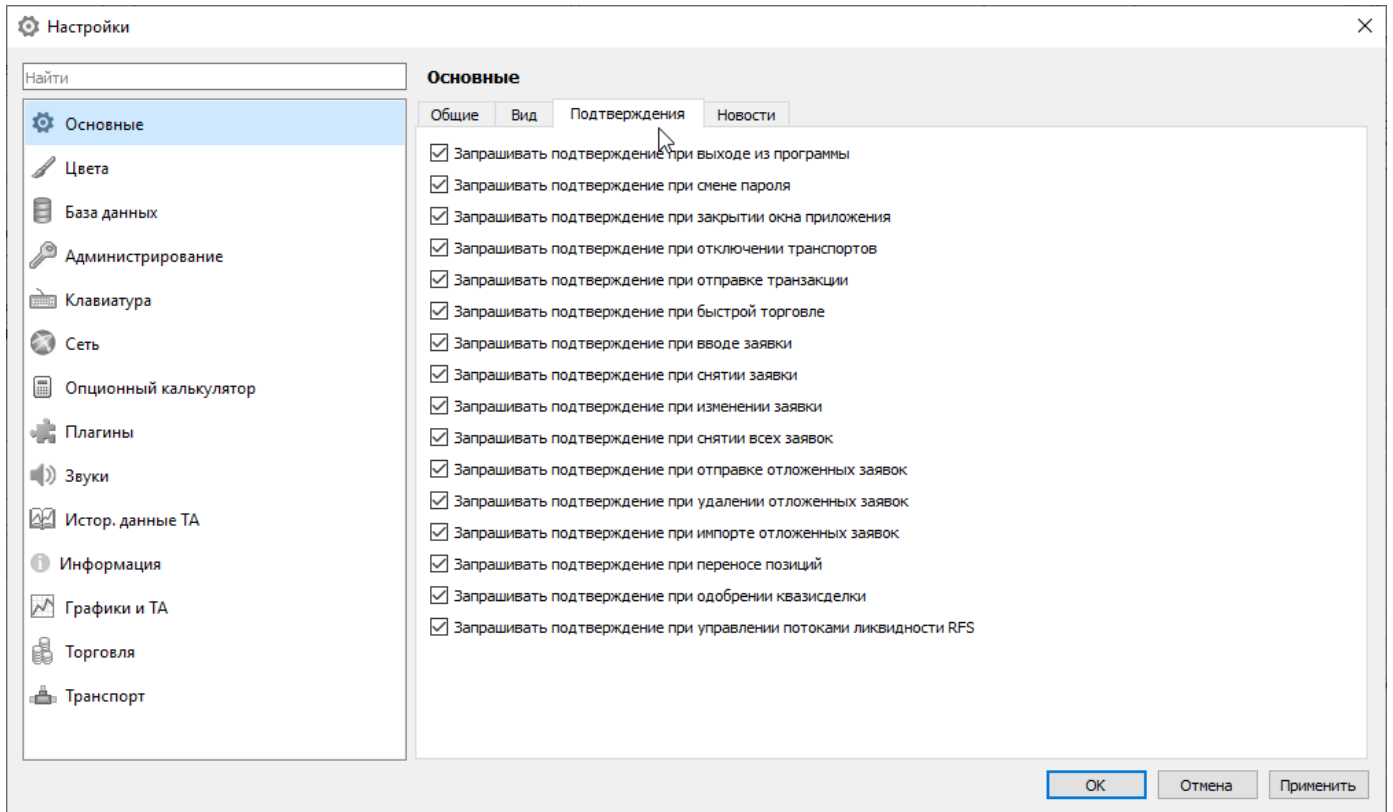 Настройки
Найти
Основные
Цвета
База данных
Администрирование
Клавиатура
Сеть
Опционный калькулятор
Плагины
Звуки
Истор. данные ТА
Информация
Графики и ТА
Торговля
Транспорт
Основные
Общие Вид Подтверждения Новости
Запрашивать подтверждение при выходе из программы
Запрашивать подтверждение при смене пароля
Запрашивать подтверждение при закрытии окна приложения
Запрашивать подтверждение при отключении транспортов
Запрашивать подтверждение при отправке транзакции
Запрашивать подтверждение при быстрой торговле
Запрашивать подтверждение при вводе заявки
Запрашивать подтверждение при снятии заявки
Запрашивать подтверждение при изменении заявки
Запрашивать подтверждение при снятии всех заявок
Запрашивать подтверждение при отправке отложенных заявок
Запрашивать подтверждение при удалении отложенных заявок
Запрашивать подтверждение при импорте отложенных заявок
Запрашивать подтверждение при переносе позиций
Запрашивать подтверждение при одобрении квазисделки
Запрашивать подтверждение при управлении потоками ликвидности RFS
OK Отмена Применить